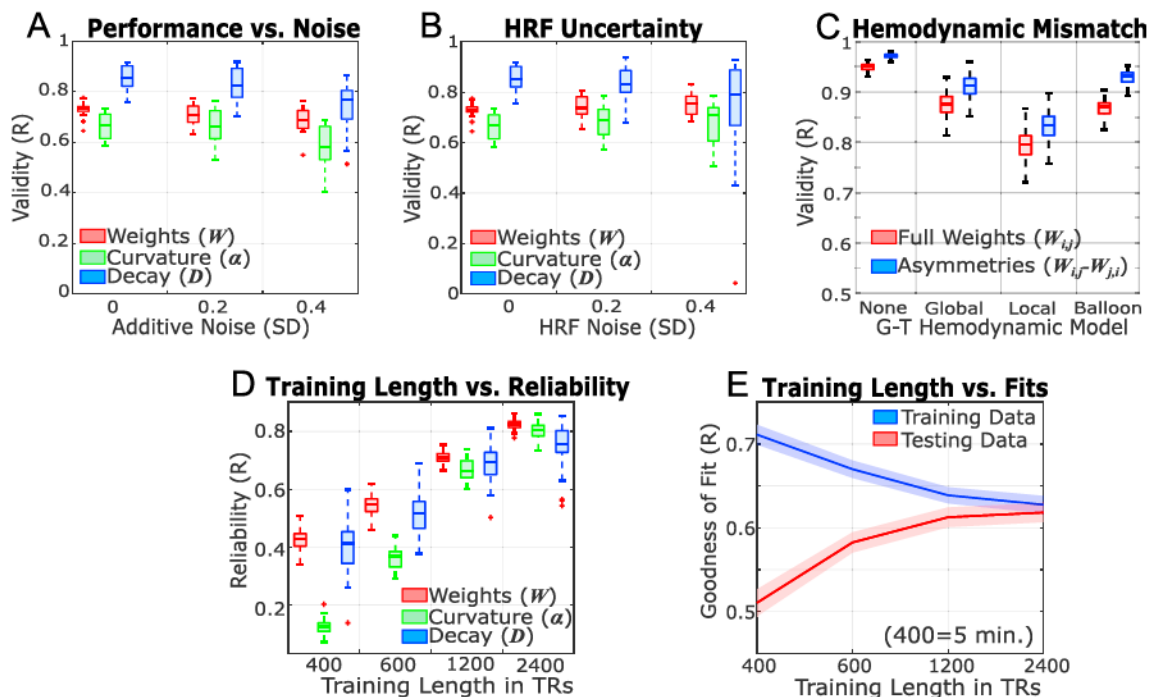 A Performance vs. Noise
1
0.8
0.6
0.4
0.2
0
Validity (R)
Weights (W)
Curvature (α)
Decay (D)
0 0.2 0.4
Additive Noise (SD)
B HRF Uncertainty
1
0.8
0.6
0.4
0.2
0
Validity (R)
Weights (W)
Curvature (α)
Decay (D)
0 0.2 0.4
HRF Noise (SD)
C Hemodynamic Mismatch
1
0.95
0.9
0.8
0.9
0.6
0.5
Validity (R)
Full Weights (Wi,j)
Asymmetries (Wi,j-Wj,i)
None Global Local Balloon
G-T Hemodynamic Model
D Training Length vs. Reliability
0.8
0.6
0.4
0.2
Reliability (R)
Weights (W)
Curvature (α)
Decay (D)
400 600 1200 2400
Training Length in TRs
E Training Length vs. Fits
0.7
0.6
0.5
Goodness of Fit (R)
Training Data
Testing Data
(400=5 min.)
400 600 1200 2400
Training Length in TRs